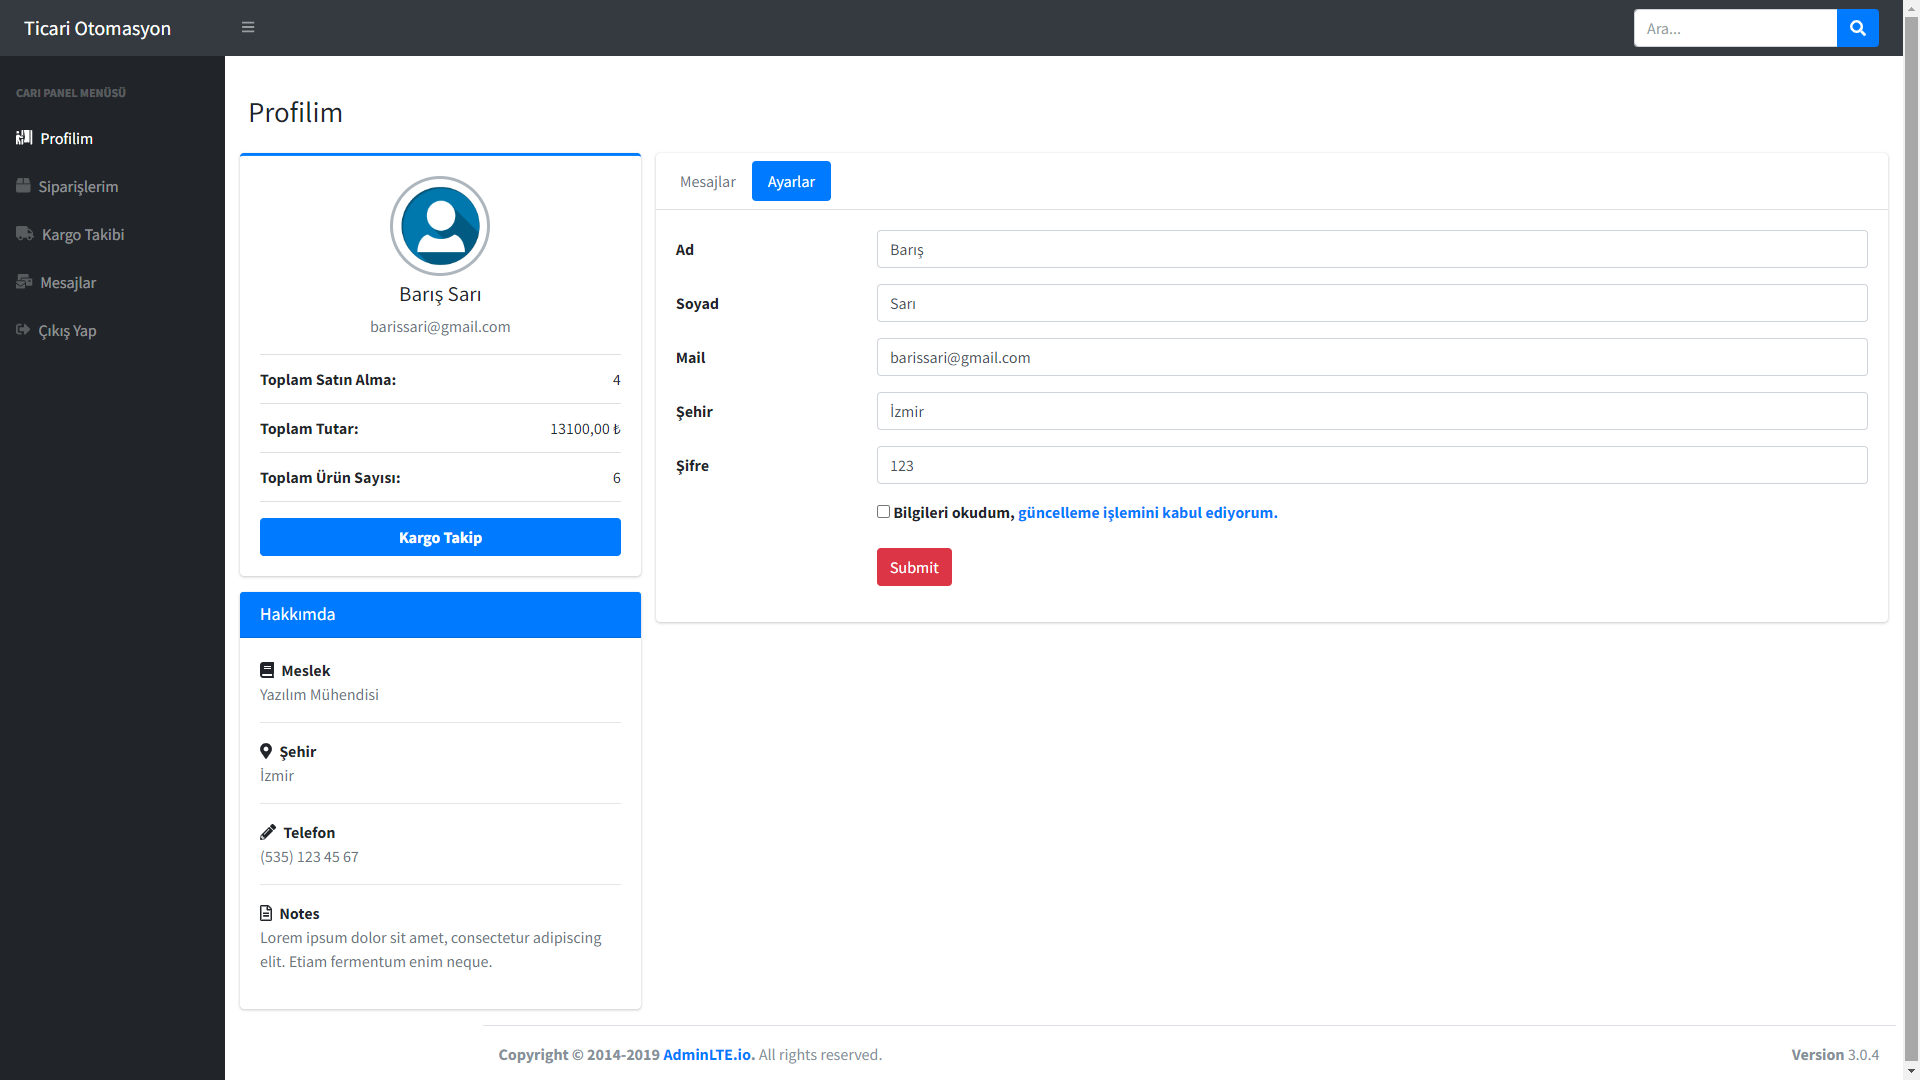 Ticari Otomasyon
Ara...
CARI PANEL MENÜSÜ
Profilim
Siparişlerim
Kargo Takibi
Mesajlar
Çıkış Yap
Profilim
Barış Sarı
barissari@gmail.com
Toplam Satın Alma: 4
Toplam Tutar: 13100,00 ₺
Toplam Ürün Sayısı: 6
Kargo Takip
Hakkımda
Meslek
Yazılım Mühendisi
Şehir
İzmir
Telefon
(535) 123 45 67
Notes
Lorem ipsum dolor sit amet, consectetur adipiscing
elit. Etiam fermentum enim neque.
Mesajlar Ayarlar
Ad Barış
Soyad Sarı
Mail barissari@gmail.com
Şehir İzmir
Şifre 123
Bilgileri okudum, güncelleme işlemini kabul ediyorum.
Submit
Copyright © 2014-2019 AdminLTE.io. All rights reserved.
Version 3.0.4